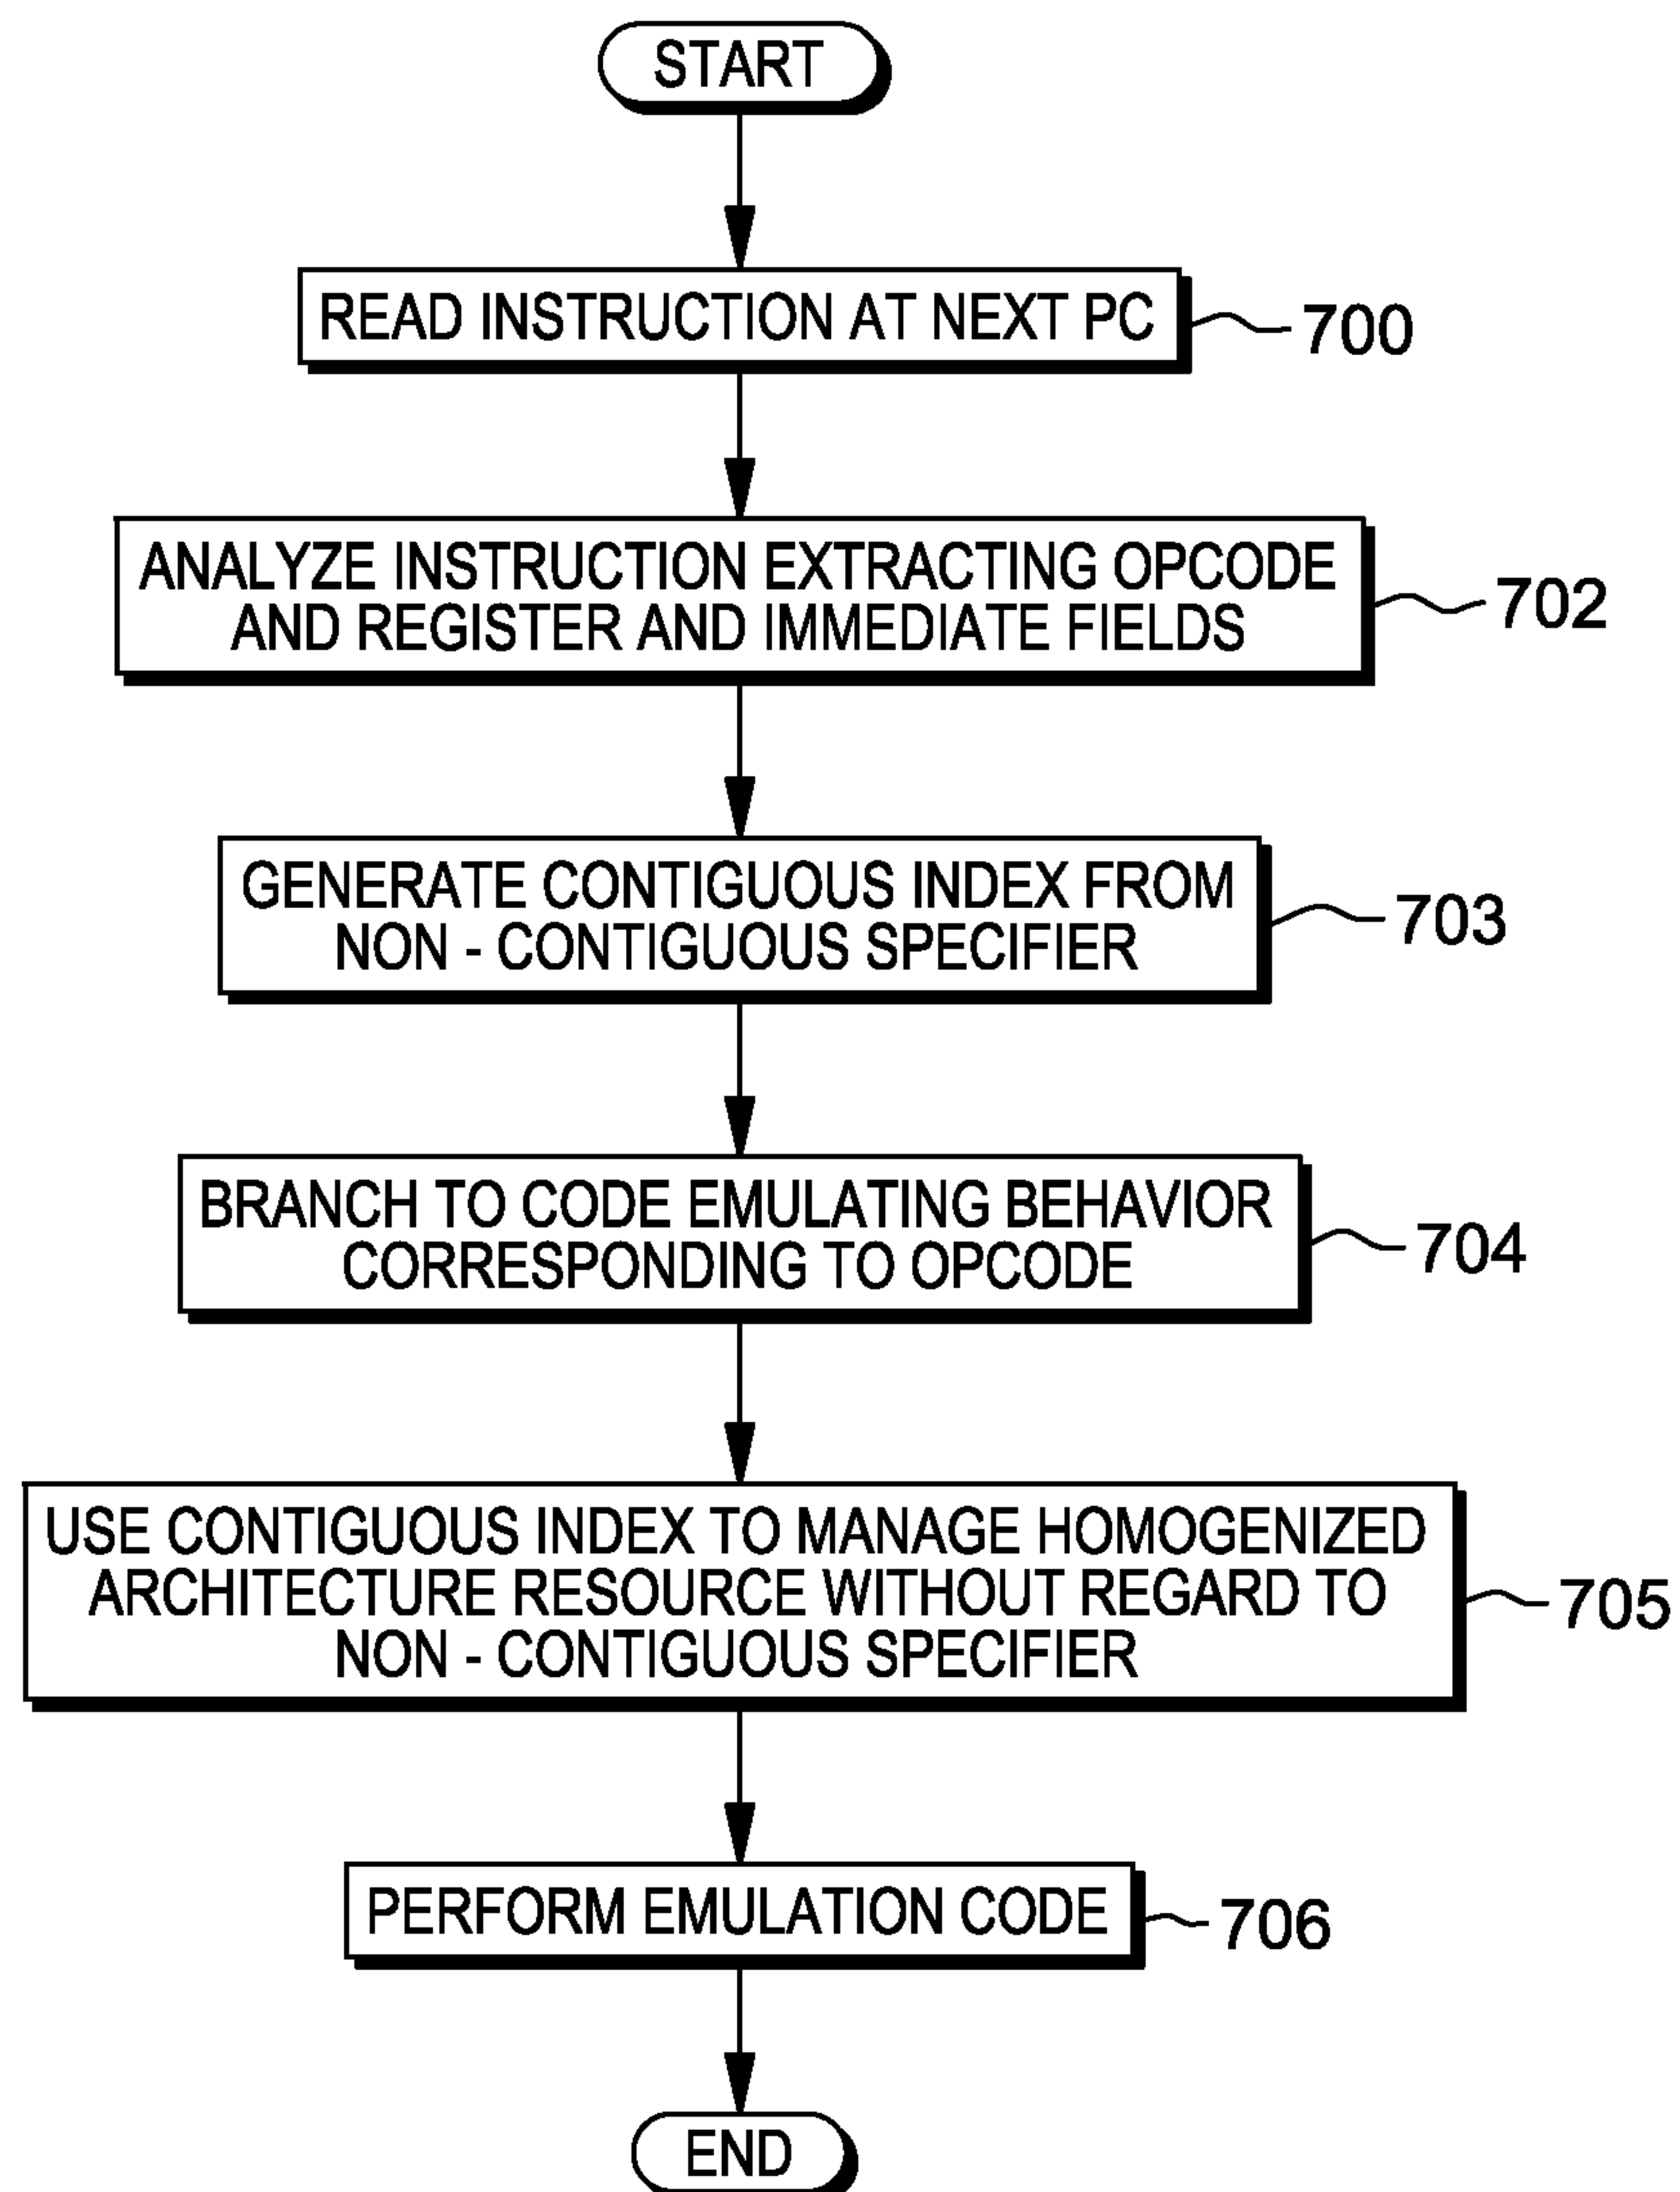 START
READ INSTRUCTION AT NEXT PC
700
ANALYZE INSTRUCTION EXTRACTING OPCODE
AND REGISTER AND IMMEDIATE FIELDS
702
GENERATE CONTIGUOUS INDEX FROM
NON - CONTIGUOUS SPECIFIER
703
BRANCH TO CODE EMULATING BEHAVIOR
CORRESPONDING TO OPCODE
704
USE CONTIGUOUS INDEX TO MANAGE HOMOGENIZED
ARCHITECTURE RESOURCE WITHOUT REGARD TO
NON - CONTIGUOUS SPECIFIER
705
PERFORM EMULATION CODE
706
END